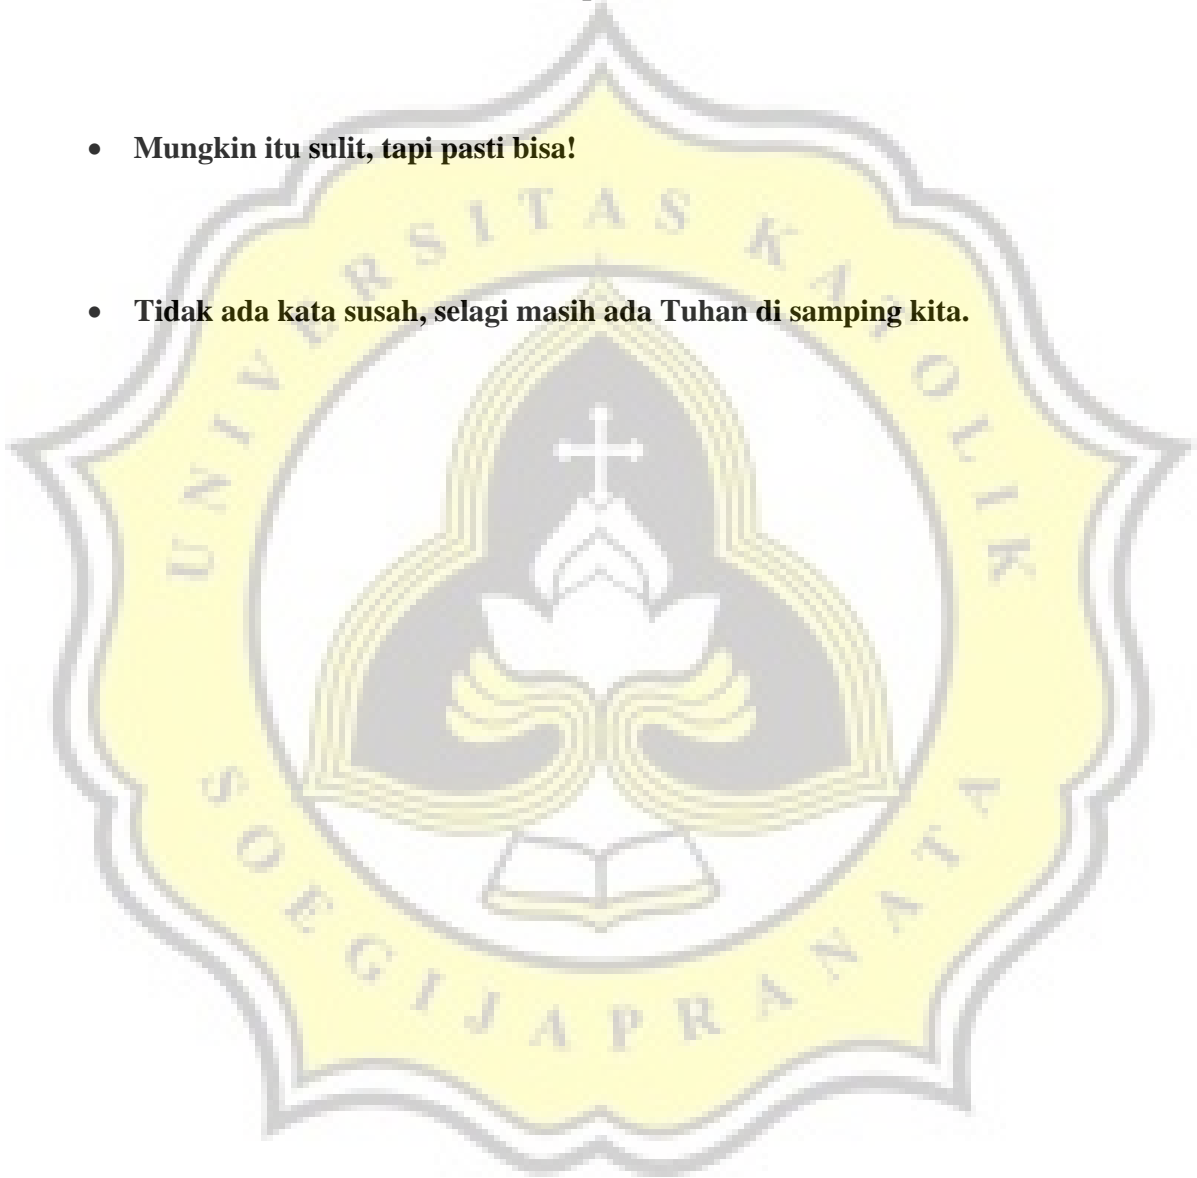 • Mungkin itu sulit, tapi pasti bisa!
• Tidak ada kata susah, selagi masih ada Tuhan di samping kita.
UNIVERSITAS KATOLIK
SOEGIJAPRANATA